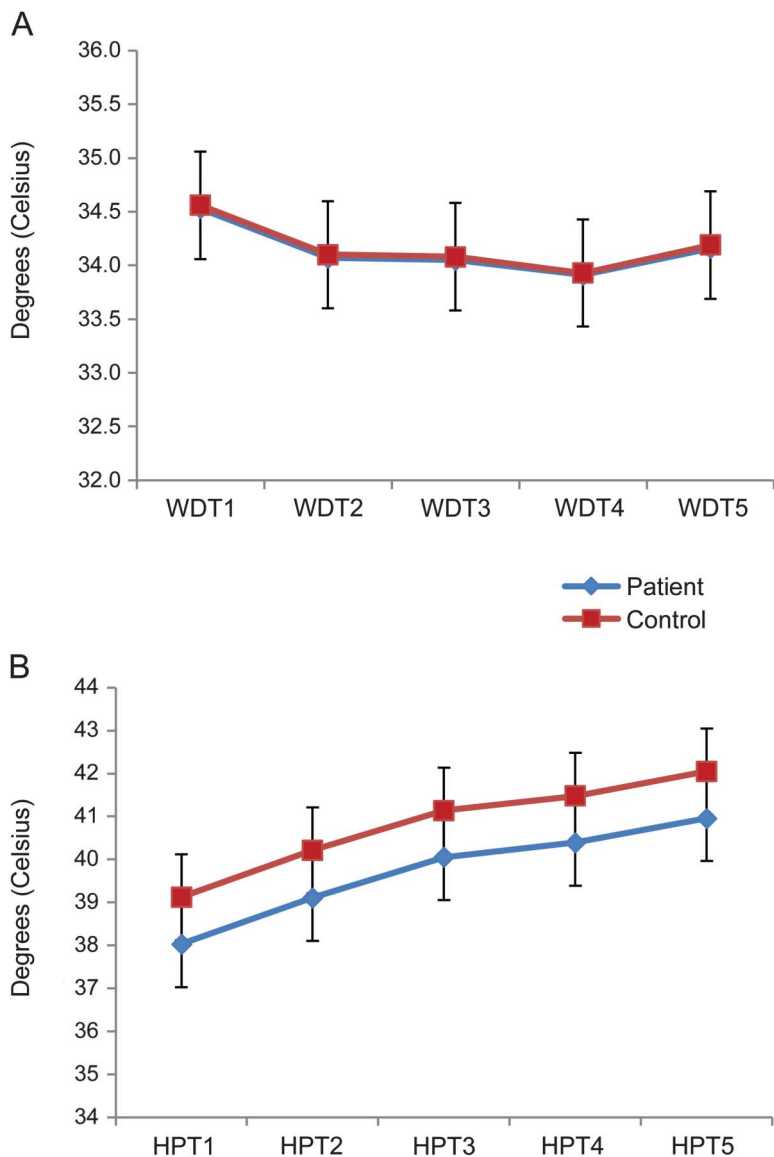 A
Degrees (Celsius)
36.0
35.5
35.0
34.5
34.0
33.5
33.0
32.5
32.0
WDT1 WDT2 WDT3 WDT4 WDT5
Patient
Control
B
Degrees (Celsius)
44
43
42
41
40
39
38
37
36
35
34
HPT1 HPT2 HPT3 HPT4 HPT5